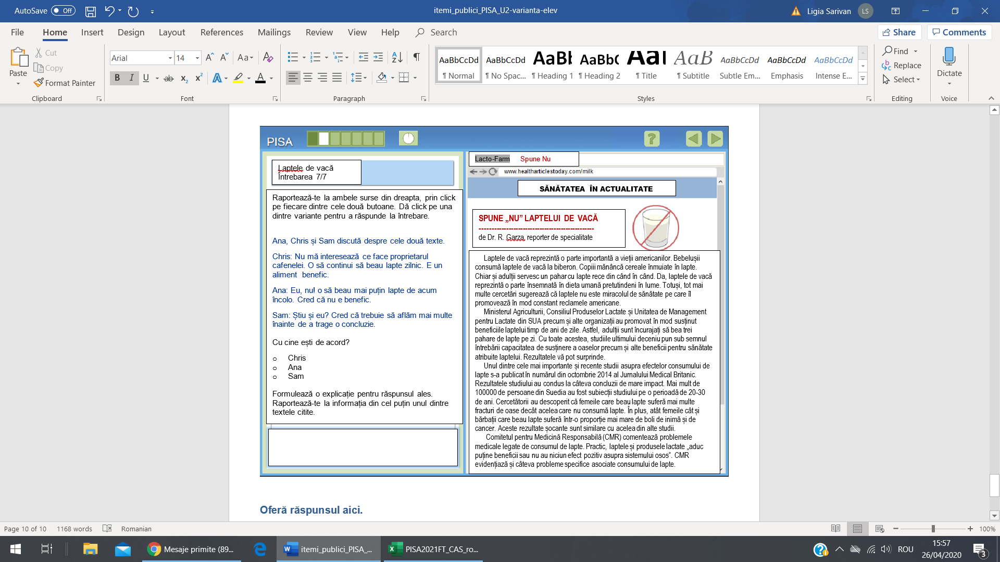 AutoSave Off
itemi_publici_PISA_U2-varianta-elev
Ligia Sarivan LS
File Home Insert Design Layout References Mailings Review View Help Search
Share Comments
Paste
Cut
Copy
Format Painter
Clipboard
Arial 14
Font
Paragraph
AaBbCcDd AaBbCcDd AaBb AaBbC AaI AaB AaBbCcDd AaBbCcDd AaBbCcDd
¶ Normal ¶ No Spac... ¶ Heading 1 ¶ Heading 2 ¶ Title ¶ Subtitle Subtle Em... Emphasis Intense E...
Styles
Find
Replace
Select
Editing
Dictate
Voice
PISA
Laptele de vacă
Întrebarea 7/7
Raportează-te la ambele surse din dreapta, prin click
pe fiecare dintre cele două butoane. Dă click pe una
dintre variante pentru a răspunde la întrebare.
Ana, Chris și Sam discută despre cele două texte.
Chris: Nu mă interesează ce face proprietarul
cafenelei. O să continui să beau lapte zilnic. E un
aliment benefic.
Ana: Eu, nu! o să beau mai puțin lapte de acum
încolo. Cred că nu e benefic.
Sam: Știu și eu? Cred că trebuie să aflăm mai multe
înainte de a trage o concluzie.
Cu cine ești de acord?
o Chris
o Ana
o Sam
Formulează o explicație pentru răspunsul ales.
Raportează-te la informația din cel puțin unul dintre
textele citite.
Lacto-Farm Spune Nu
www.healtharticlestoday.com/milk
SĂNĂTATEA ÎN ACTUALITATE
SPUNE „NU” LAPTELUI DE VACĂ
------------------------------------------------
de Dr. R. Garza, reporter de specialitate
Laptele de vacă reprezintă o parte importantă a vieții americanilor. Bebelușii
consumă laptele de vacă la biberon. Copiii mănâncă cereale înmuiate în lapte.
Chiar și adulții servesc un pahar cu lapte rece din când în când. Da, laptele de vacă
reprezintă o parte însemnată în dieta umană pretutindeni în lume. Totuși, tot mai
multe cercetări sugerează că laptele nu este miracolul de sănătate pe care îl
promovează în mod constant reclamele americane.
Ministerul Agriculturii, Consiliul Produselor Lactate și Unitatea de Management
pentru Lactate din SUA precum și alte organizații au promovat în mod susținut
beneficiile laptelui timp de ani de zile. Astfel, adulții sunt încurajați să bea trei
pahare de lapte pe zi. Cu toate acestea, studiile ultimului deceniu pun sub semnul
întrebării capacitatea de susținere a oaselor precum și alte beneficii pentru sănătate
atribuite laptelui. Rezultatele vă pot surprinde.
Unul dintre cele mai importante și recente studii asupra efectelor consumului de
lapte s-a publicat în numărul din octombrie 2014 al Jurnalului Medical Britanic.
Rezultatele studiului au condus la câteva concluzii de mare impact. Mai mult de
100000 de persoane din Suedia au fost subiecții studiului pe o perioadă de 20-30
de ani. Cercetătorii au descoperit că femeile care beau lapte suferă mai multe
fracturi de oase decât acelea care nu consumă lapte. În plus, atât femeile cât și
bărbații care beau lapte suferă într-o proporție mai mare de boli de inimă și de
cancer. Aceste rezultate șocante sunt similare cu acelea din alte studii.
Comitetul pentru Medicină Responsabilă (CMR) comentează problemele
medicale legate de consumul de lapte. Practic, laptele și produsele lactate „aduc
puține beneficii sau nu au niciun efect pozitiv asupra sistemului osos”. CMR
evidențiază și câteva probleme specifice asociate consumului de lapte.
Oferă răspunsul aici.
Page 10 of 10 1168 words Romanian 100%
Mesaje primite (89... itemi_publici_PISA_... PISA2021FT_CAS_ro...
ROU
15:57
26/04/2020
3